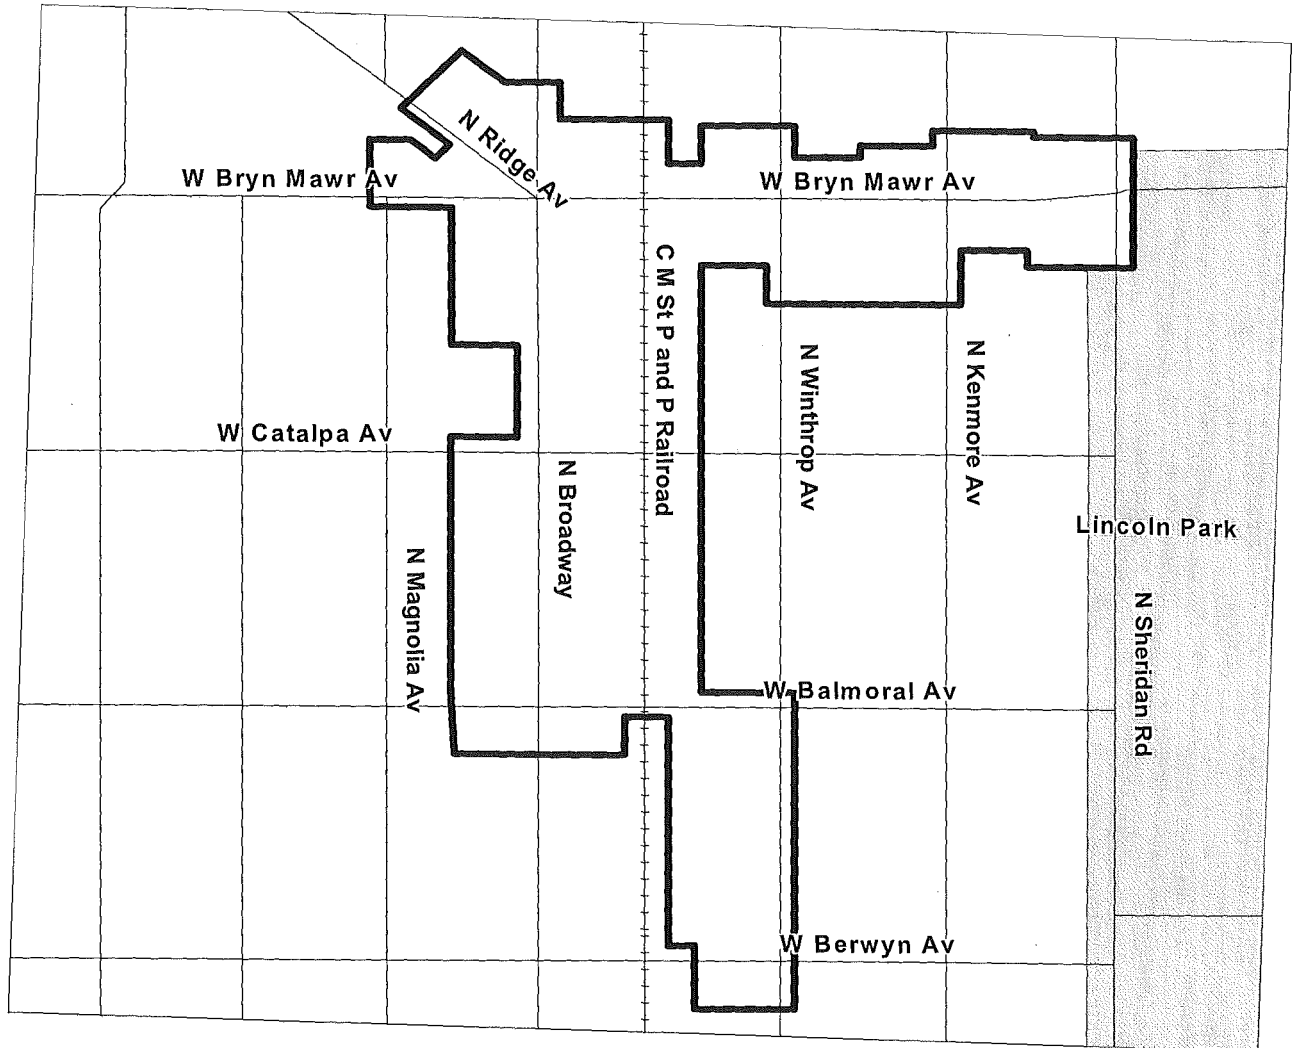 N Ridge Av
W Bryn Mawr Av
W Bryn Mawr Av
C M St P and P Railroad
N Winthrop Av
N Kenmore Av
W Catalpa Av
N Broadway
Lincoln Park
N Magnolia Av
N Sheridan Rd
W Balmoral Av
W Berwyn Av